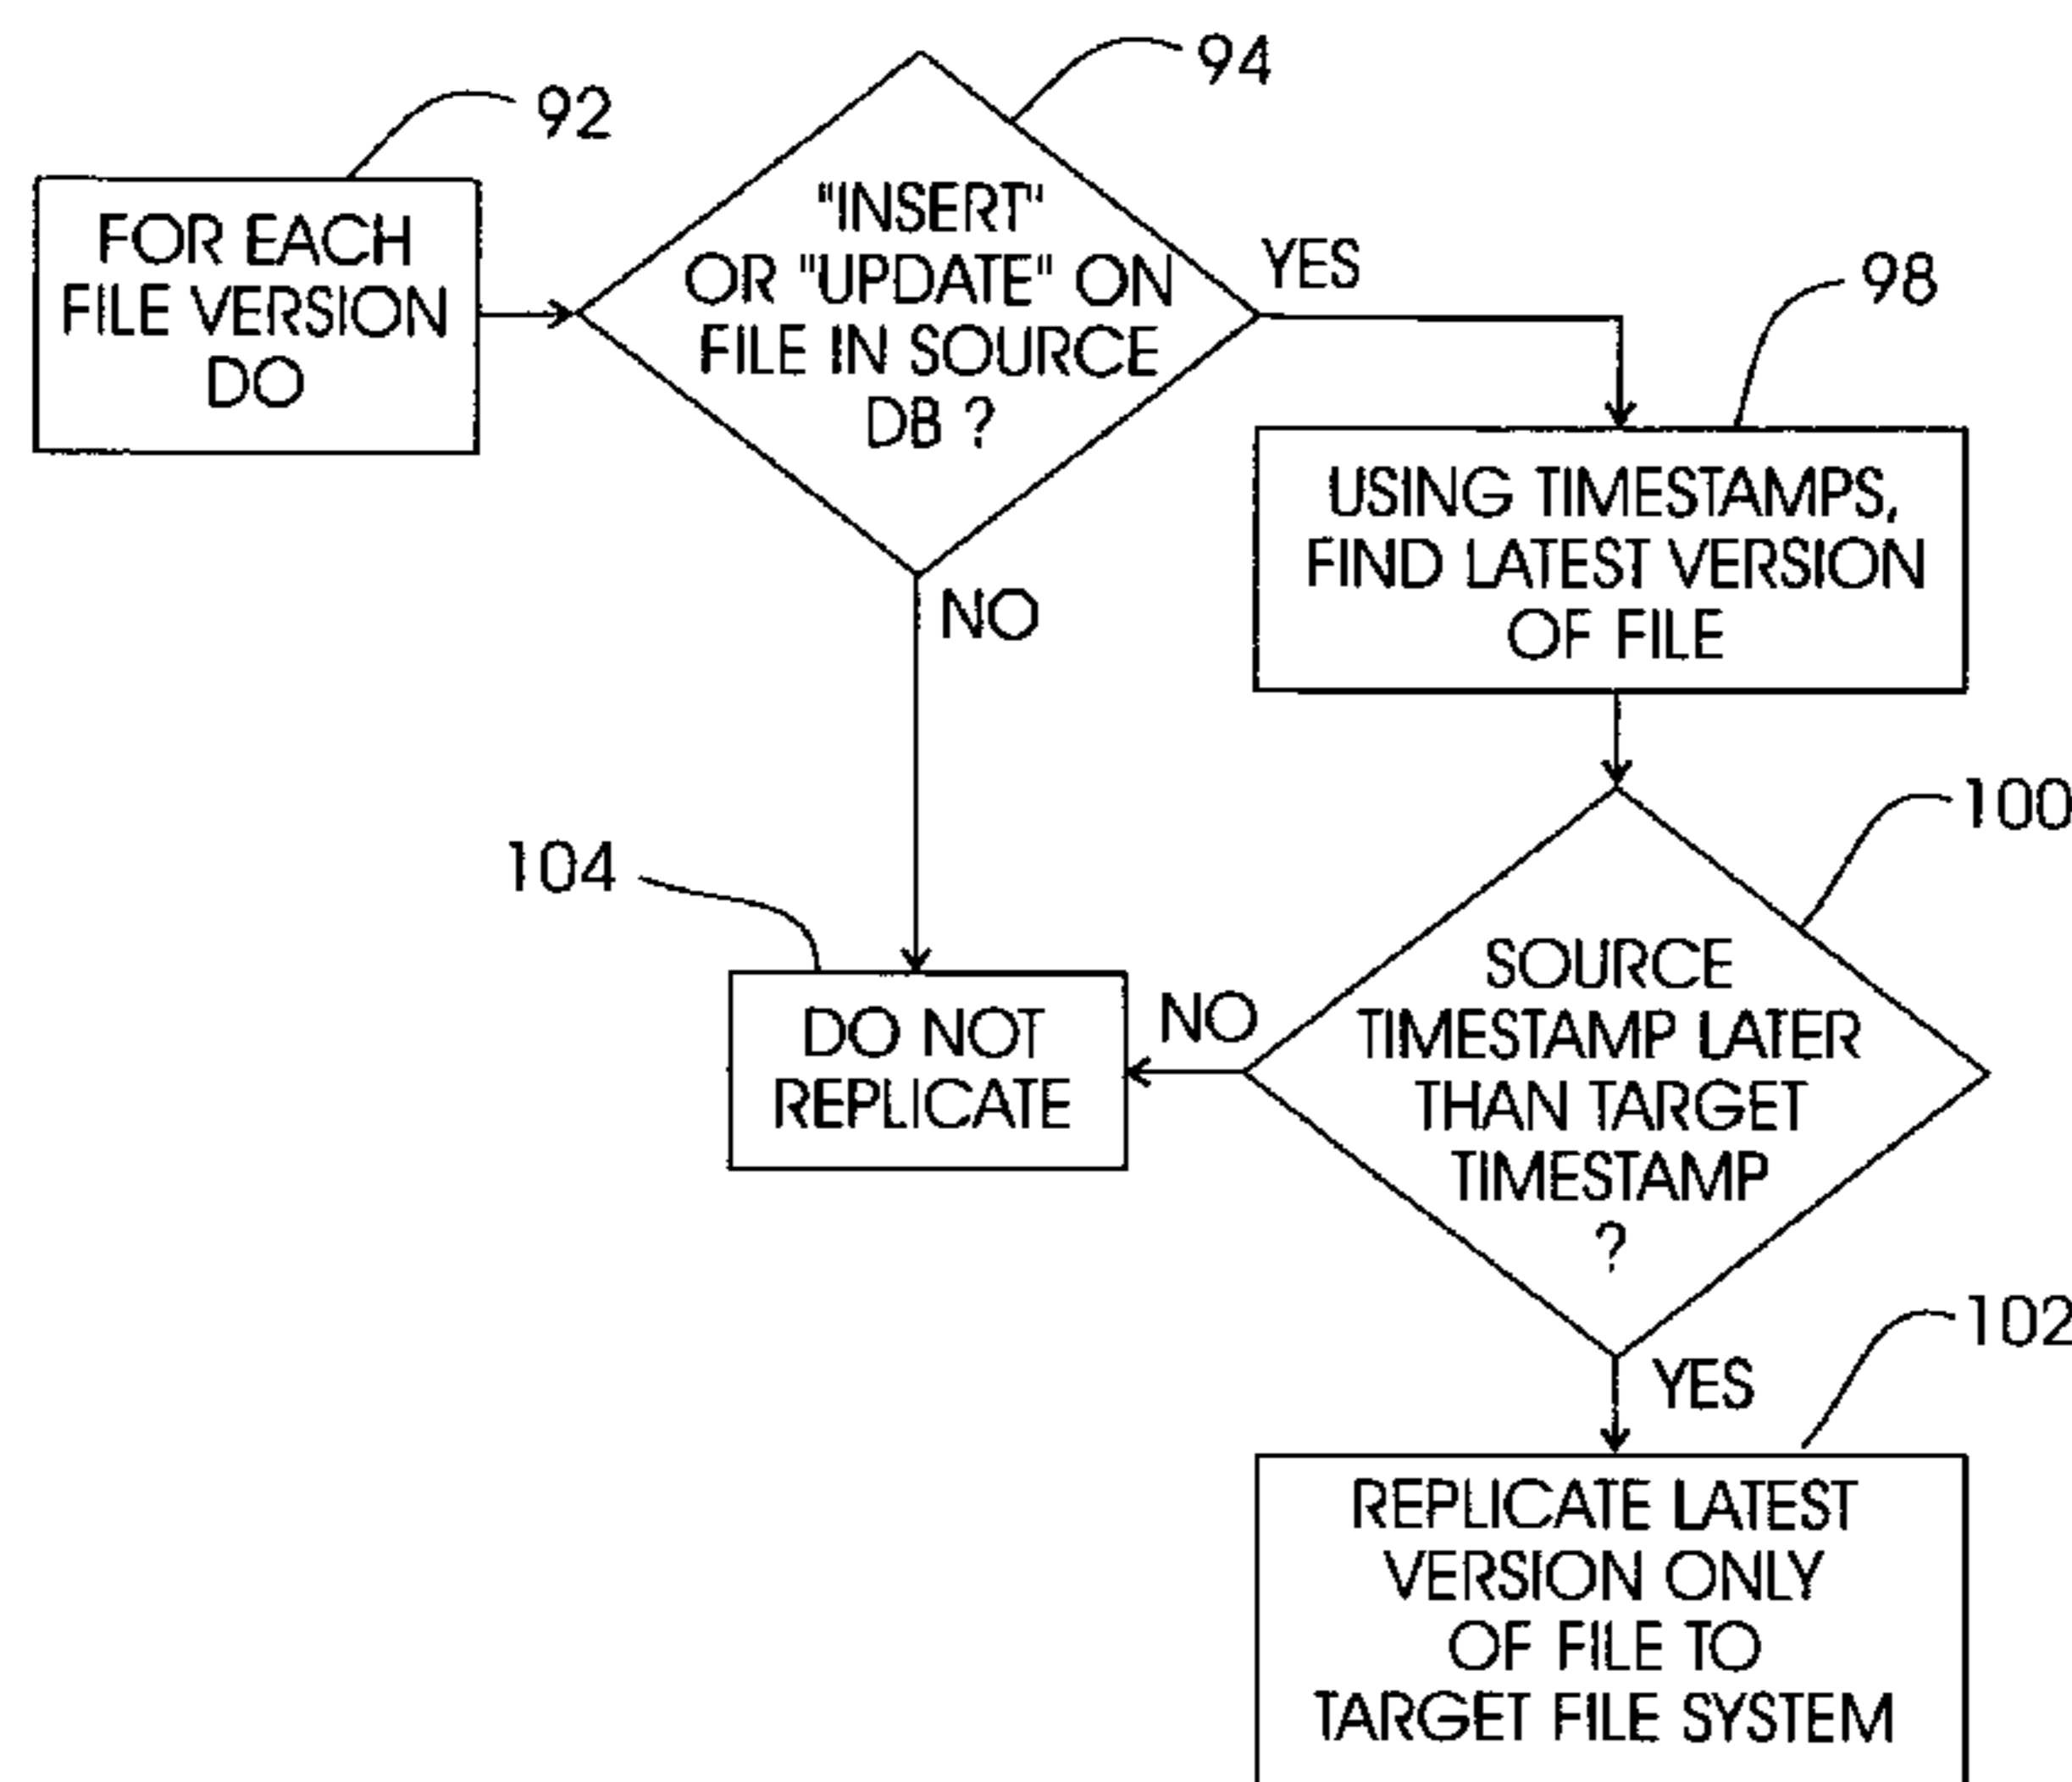 92
FOR EACH
FILE VERSION
DO
94
"INSERT"
OR "UPDATE" ON
FILE IN SOURCE
DB ?
YES
NO
98
USING TIMESTAMPS,
FIND LATEST VERSION
OF FILE
100
SOURCE
TIMESTAMP LATER
THAN TARGET
TIMESTAMP
?
NO
104
DO NOT
REPLICATE
YES
102
REPLICATE LATEST
VERSION ONLY
OF FILE TO
TARGET FILE SYSTEM